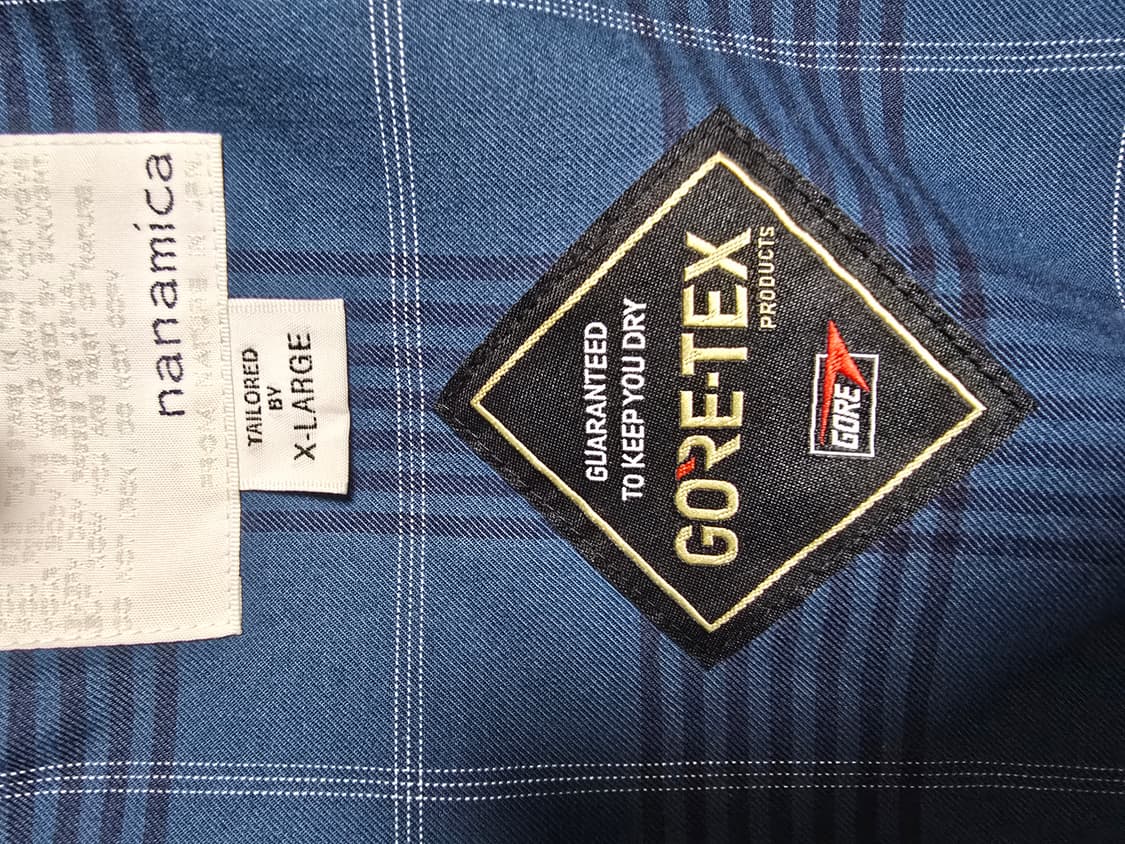 nanamica
TAILORED
BY
X-LARGE
GUARANTEED
TO KEEP YOU DRY
GORE-TEX
PRODUCTS
GORE